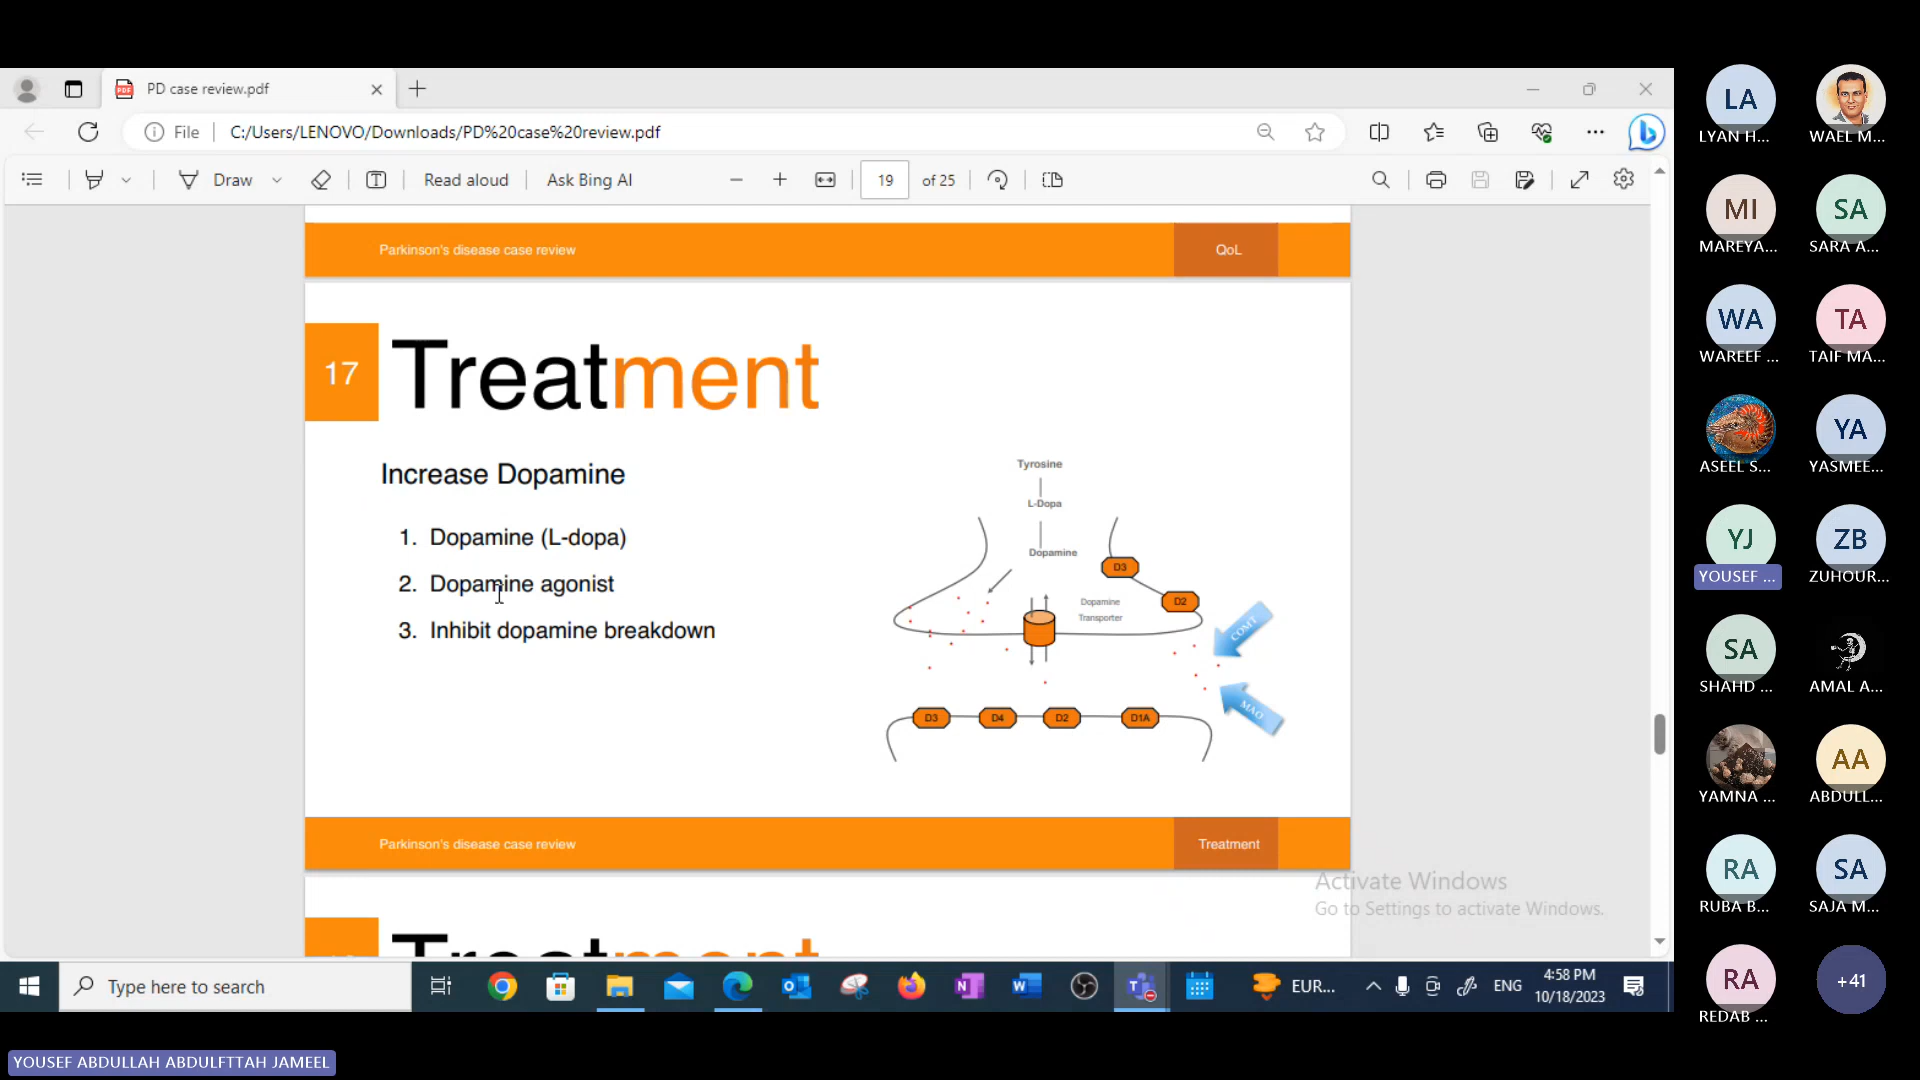 PD case review.pdf
File
C:/Users/LENOVO/Downloads/PD%20case%20review.pdf
Draw
Read aloud
Ask Bing AI
19
of 25
Parkinson's disease case review
QoL
17
Treatment
Increase Dopamine
1. Dopamine (L-dopa)
2. Dopamine agonist
3. Inhibit dopamine breakdown
Tyrosine
L-Dopa
Dopamine
D3
D2
Dopamine
Transporter
COMT
MAO
D3
D4
D2
D1A
Parkinson's disease case review
Treatment
Activate Windows
Go to Settings to activate Windows.
Treatment
Type here to search
EUR...
ENG
4:58 PM
10/18/2023
LA
LYAN H...
WAEL M...
MI
MAREYA...
SA
SARA A...
WA
WAREEF ...
TA
TAIF MA...
ASEEL S...
YA
YASMEE...
YJ
YOUSEF ...
ZB
ZUHOUR...
SA
SHAHD ...
AMAL A...
YAMNA ...
AA
ABDULL...
RA
RUBA B...
SA
SAJA M...
RA
REDAB ...
+41
YOUSEF ABDULLAH ABDULFTTAH JAMEEL